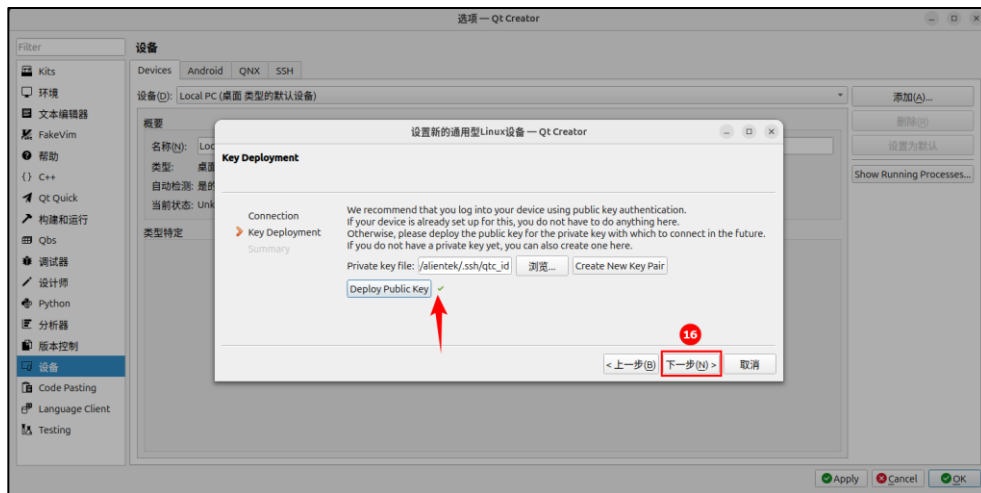 选项 — Qt Creator
Filter
设备
Kits
环境
文本编辑器
FakeVim
帮助
{} C++
Qt Quick
构建和运行
Qbs
调试器
设计师
Python
分析器
版本控制
设备
Code Pasting
Language Client
Testing
Devices Android QNX SSH
设备(D): Local PC (桌面 类型的默认设备)
添加(A)...
删除(R)
设置为默认
Show Running Processes...
概要
名称(N): Loc
类型: 桌面
自动检测: 是的
当前状态: Unk
类型特定
设置新的通用型Linux设备 — Qt Creator
Key Deployment
Connection
Key Deployment
Summary
We recommend that you log into your device using public key authentication.
If your device is already set up for this, you do not have to do anything here.
Otherwise, please deploy the public key for the private key with which to connect in the future.
If you do not have a private key yet, you can also create one here.
Private key file: /alientek/.ssh/qtc_id 浏览... Create New Key Pair
Deploy Public Key
16
< 上一步(B) 下一步(N) > 取消
Apply Cancel OK